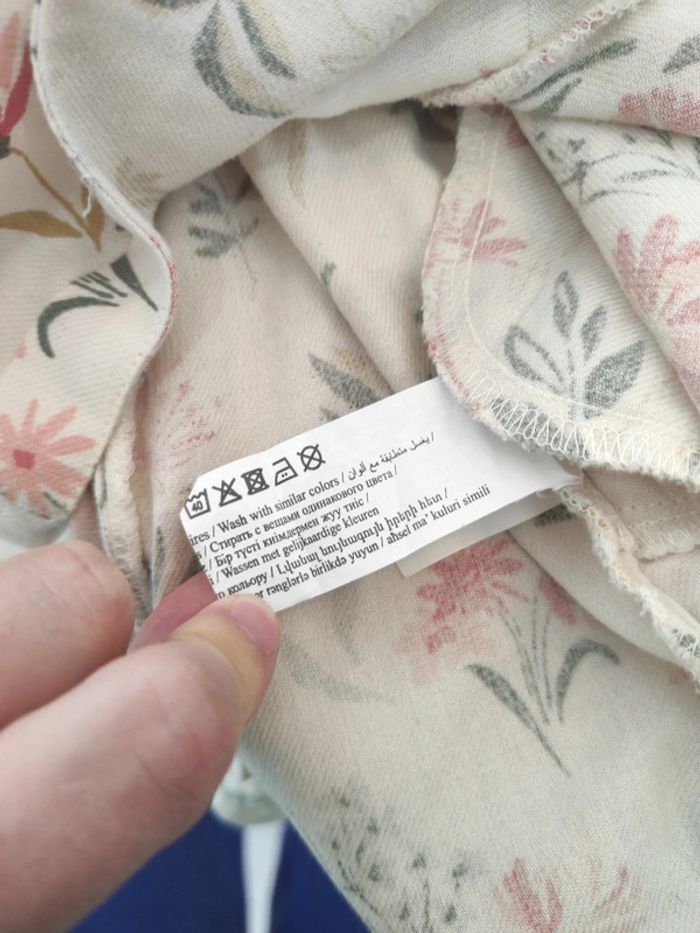 40
ires / Wash with similar colors / يغسل متطابقة مع ألوان /
/ Стирать с вещами одинакового цвета /
/ Бір түсті киімдермен жуу тиіс /
/ Wassen met gelijkaardige kleuren
кольору / Լվանալ նույնագույն իրերի հետ /
ər rənglərlə birlikdə yuyun / ahsel ma' kuluri simili